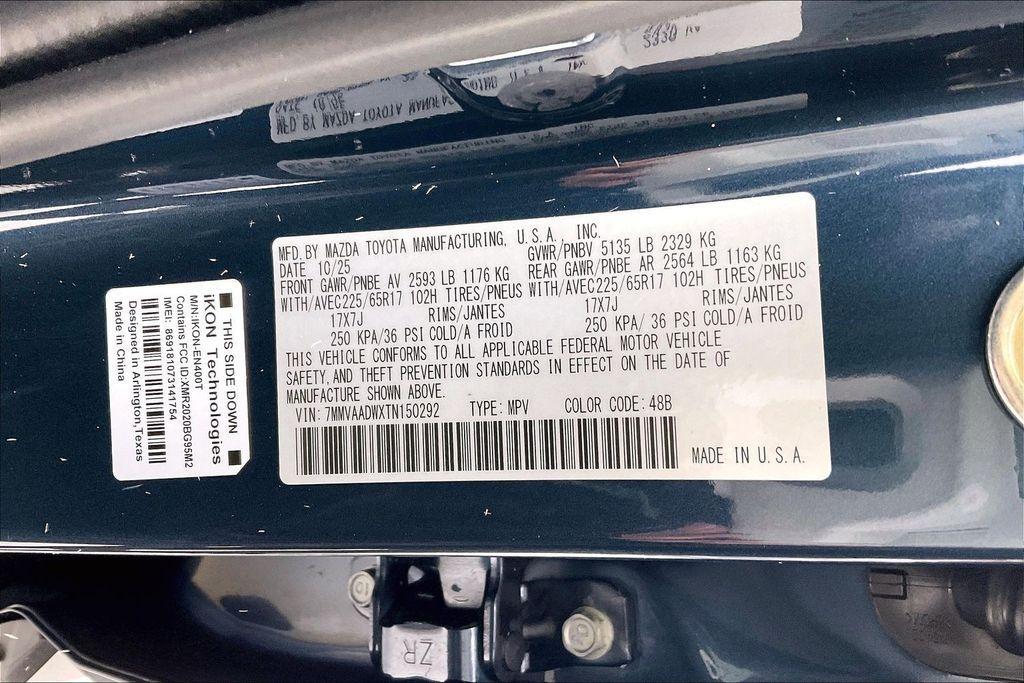 MFD. BY MAZDA TOYOTA MANUFACTURING, U.S.A., INC.
DATE 10/25 GVWR/PNBV 5135 LB 2329 KG
FRONT GAWR/PNBE AV 2593 LB 1176 KG REAR GAWR/PNBE AR 2564 LB 1163 KG
WITH/AVEC225/65R17 102H TIRES/PNEUS WITH/AVEC225/65R17 102H TIRES/PNEUS
17X7J RIMS/JANTES 17X7J RIMS/JANTES
250 KPA/36 PSI COLD/A FROID 250 KPA/ 36 PSI COLD/A FROID
THIS VEHICLE CONFORMS TO ALL APPLICABLE FEDERAL MOTOR VEHICLE
SAFETY, AND THEFT PREVENTION STANDARDS IN EFFECT ON THE DATE OF
MANUFACTURE SHOWN ABOVE.
VIN: 7MMVAADWXTN150292 TYPE: MPV COLOR CODE: 48B
MADE IN U.S.A.
THIS SIDE DOWN
iKON Technologies
M/N:IKON-EN400T
Contains FCC ID:XMR2020BG95M2
IMEI: 869181073141754
Designed in Arlington,Texas
Made in China
ZR